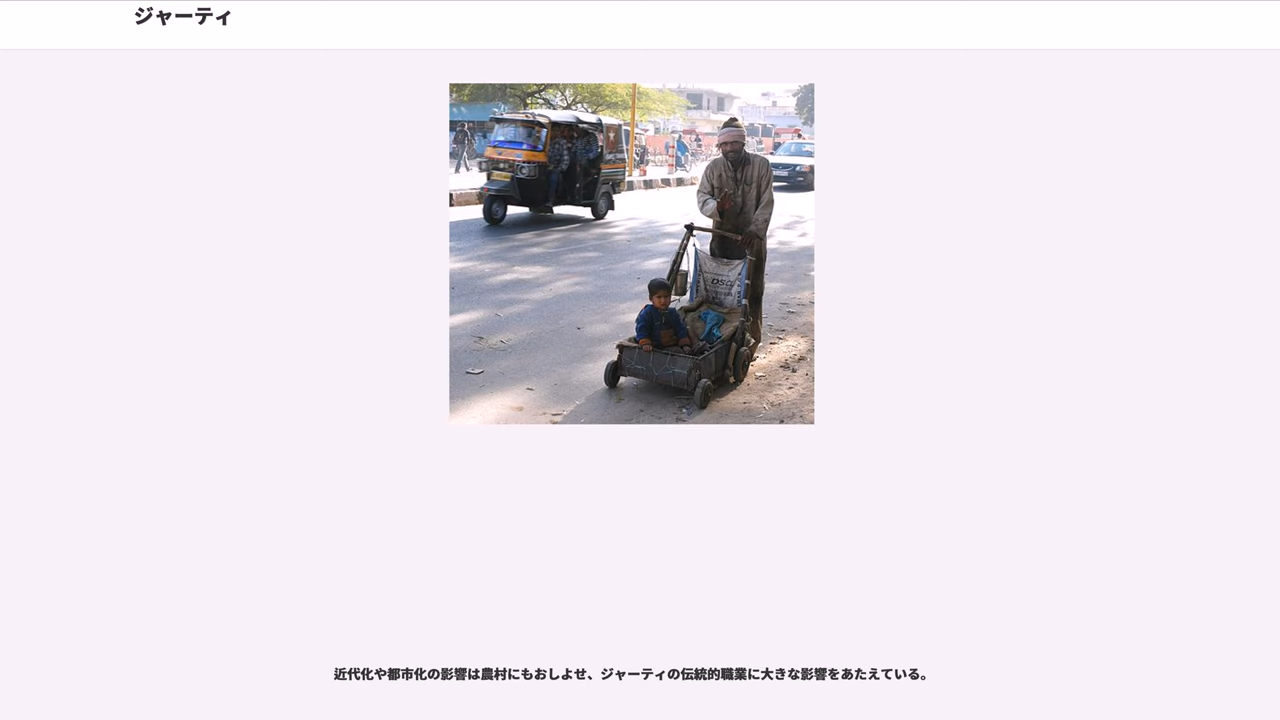 ジャーティ
DSCL
近代化や都市化の影響は農村にもおしよせ、ジャーティの伝統的職業に大きな影響をあたえている。